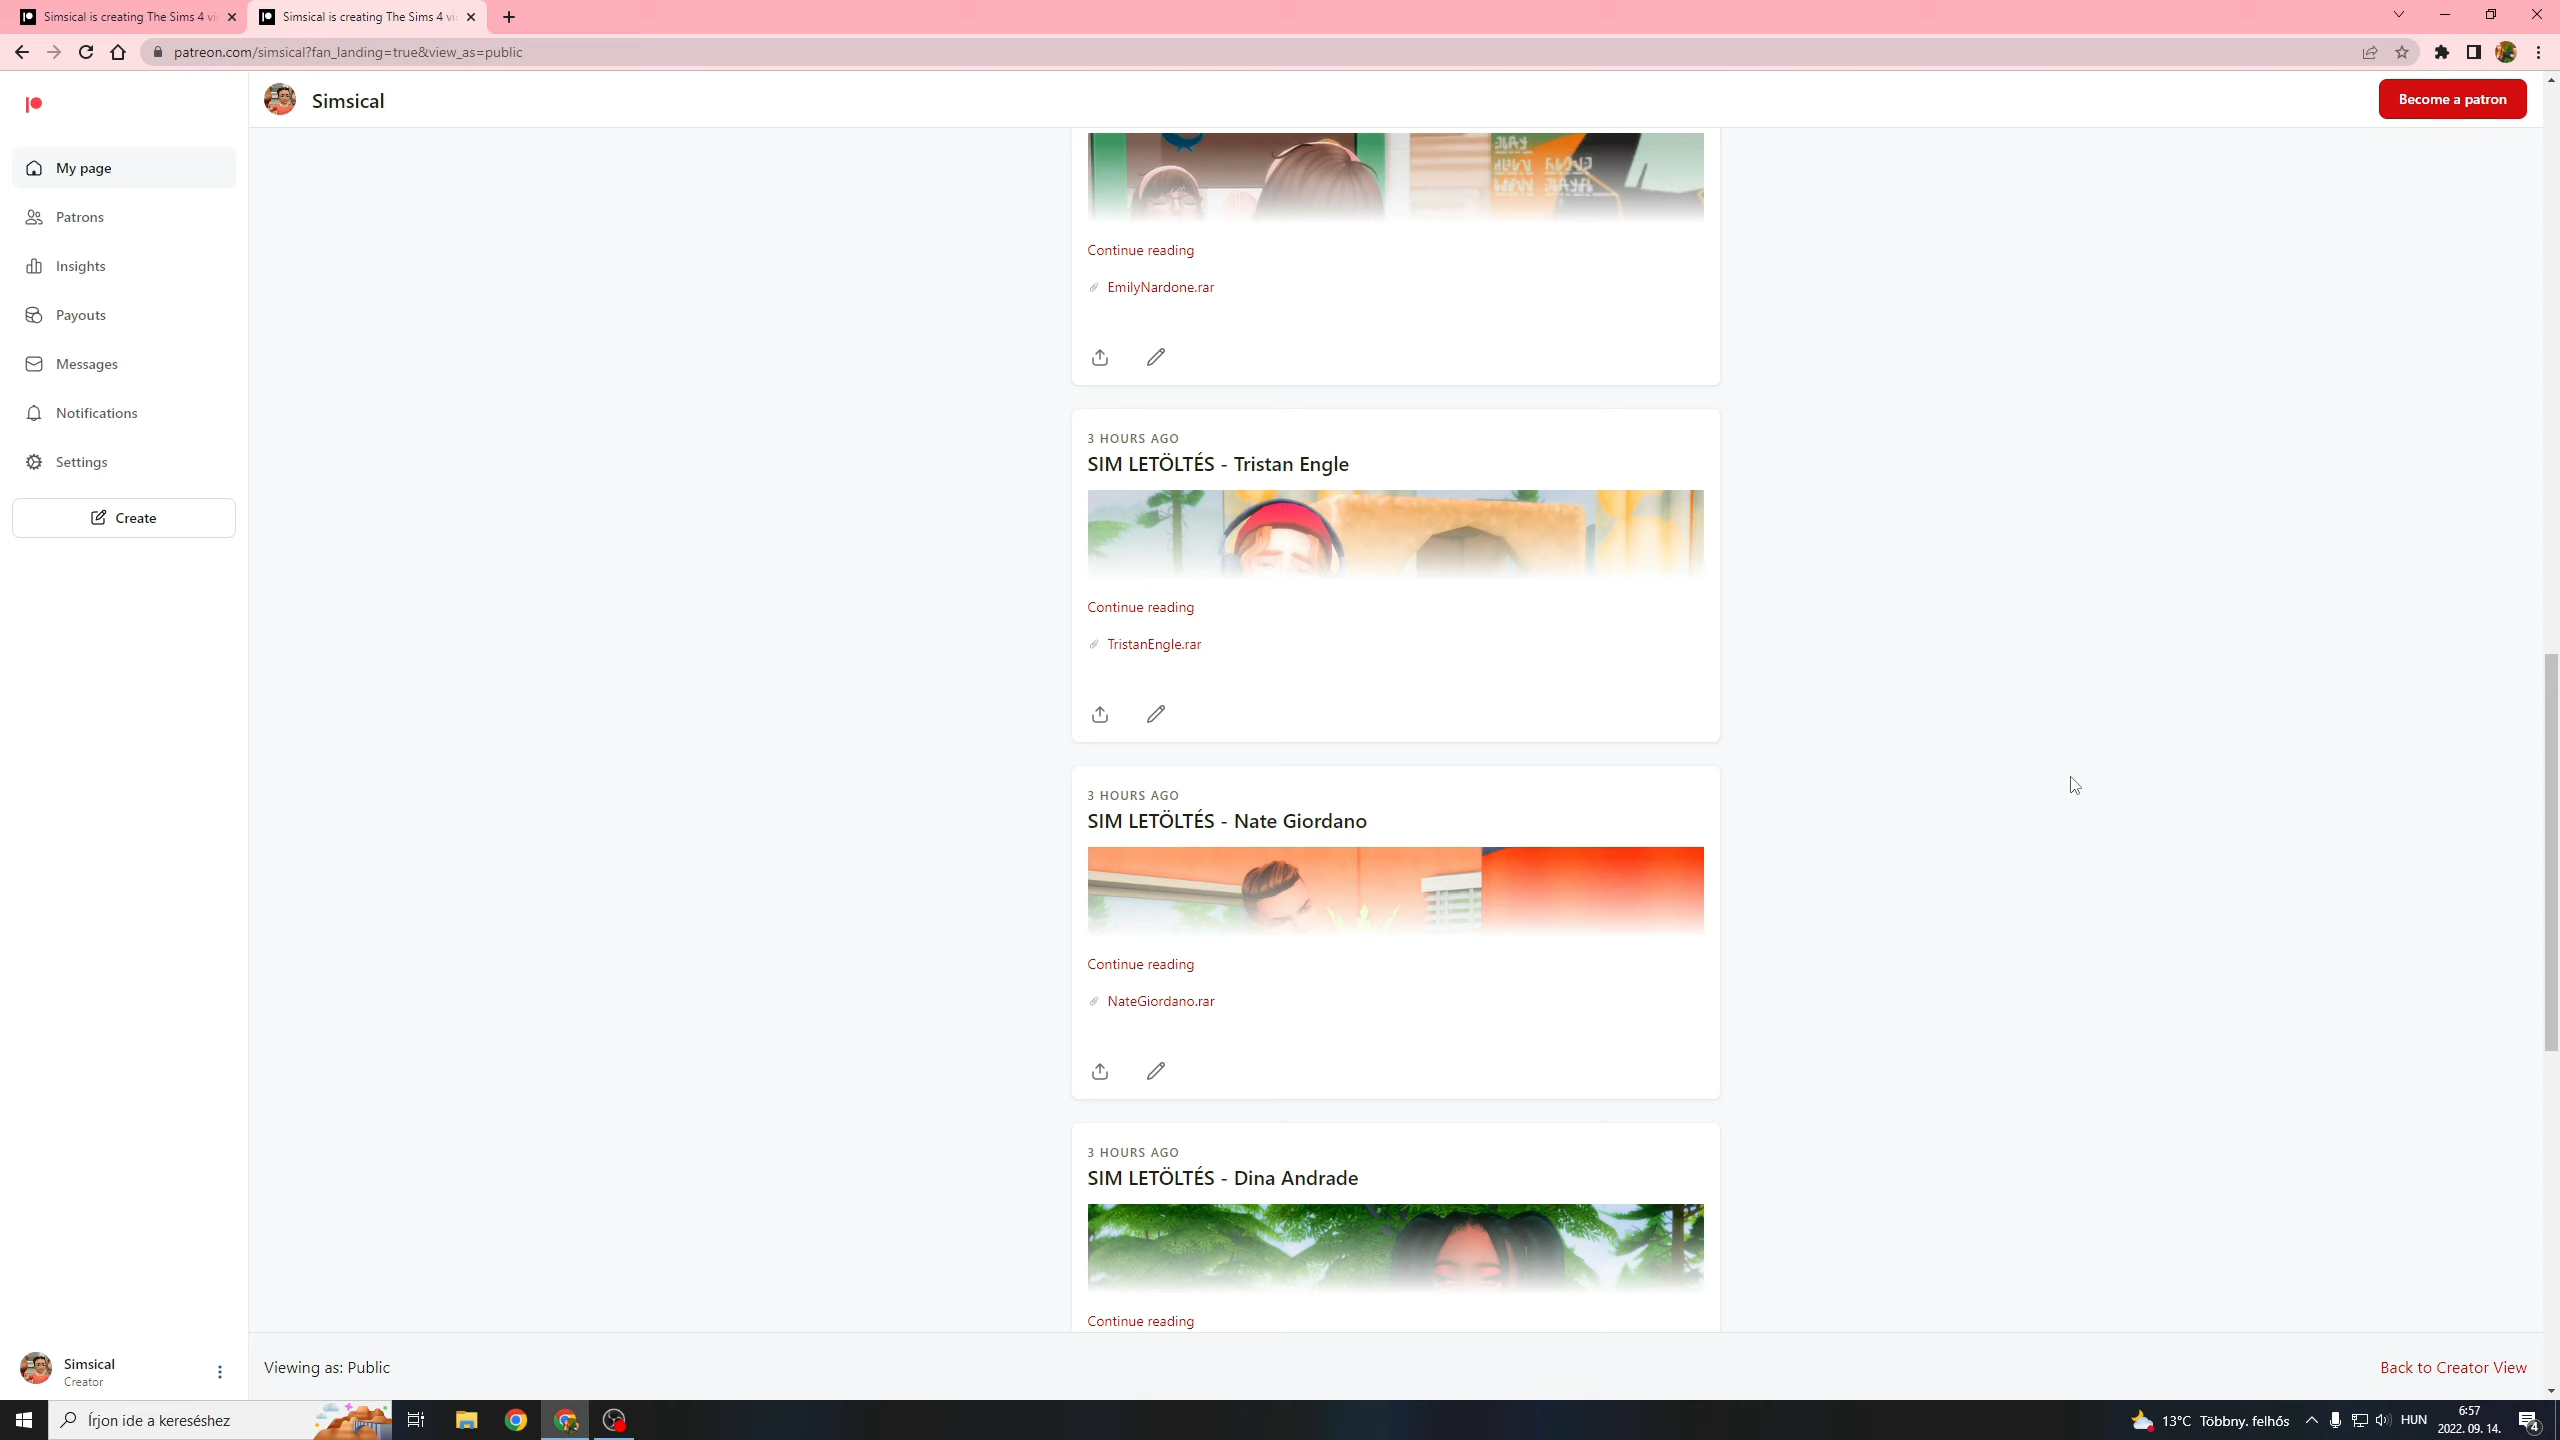 Simsical is creating The Sims 4 vi
Simsical is creating The Sims 4 vi
patreon.com/simsical?fan_landing=true&view_as=public
Simsical
Become a patron
My page
Patrons
Insights
Payouts
Messages
Notifications
Settings
Create
Continue reading
EmilyNardone.rar
3 HOURS AGO
SIM LETÖLTÉS - Tristan Engle
Continue reading
TristanEngle.rar
3 HOURS AGO
SIM LETÖLTÉS - Nate Giordano
Continue reading
NateGiordano.rar
3 HOURS AGO
SIM LETÖLTÉS - Dina Andrade
Continue reading
Simsical
Creator
Viewing as: Public
Back to Creator View
Írjon ide a kereséshez
13°C Többny. felhős
HUN
6:57
2022. 09. 14.
4